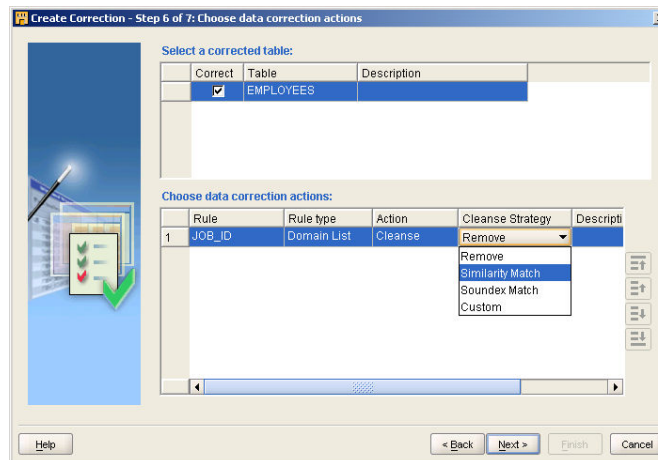 Create Correction - Step 6 of 7: Choose data correction actions
Select a corrected table:
Correct Table Description
EMPLOYEES
Choose data correction actions:
Rule Rule type Action Cleanse Strategy Descripti
1 JOB_ID Domain List Cleanse Remove
Remove
Similarity Match
Soundex Match
Custom
Help < Back Next > Finish Cancel